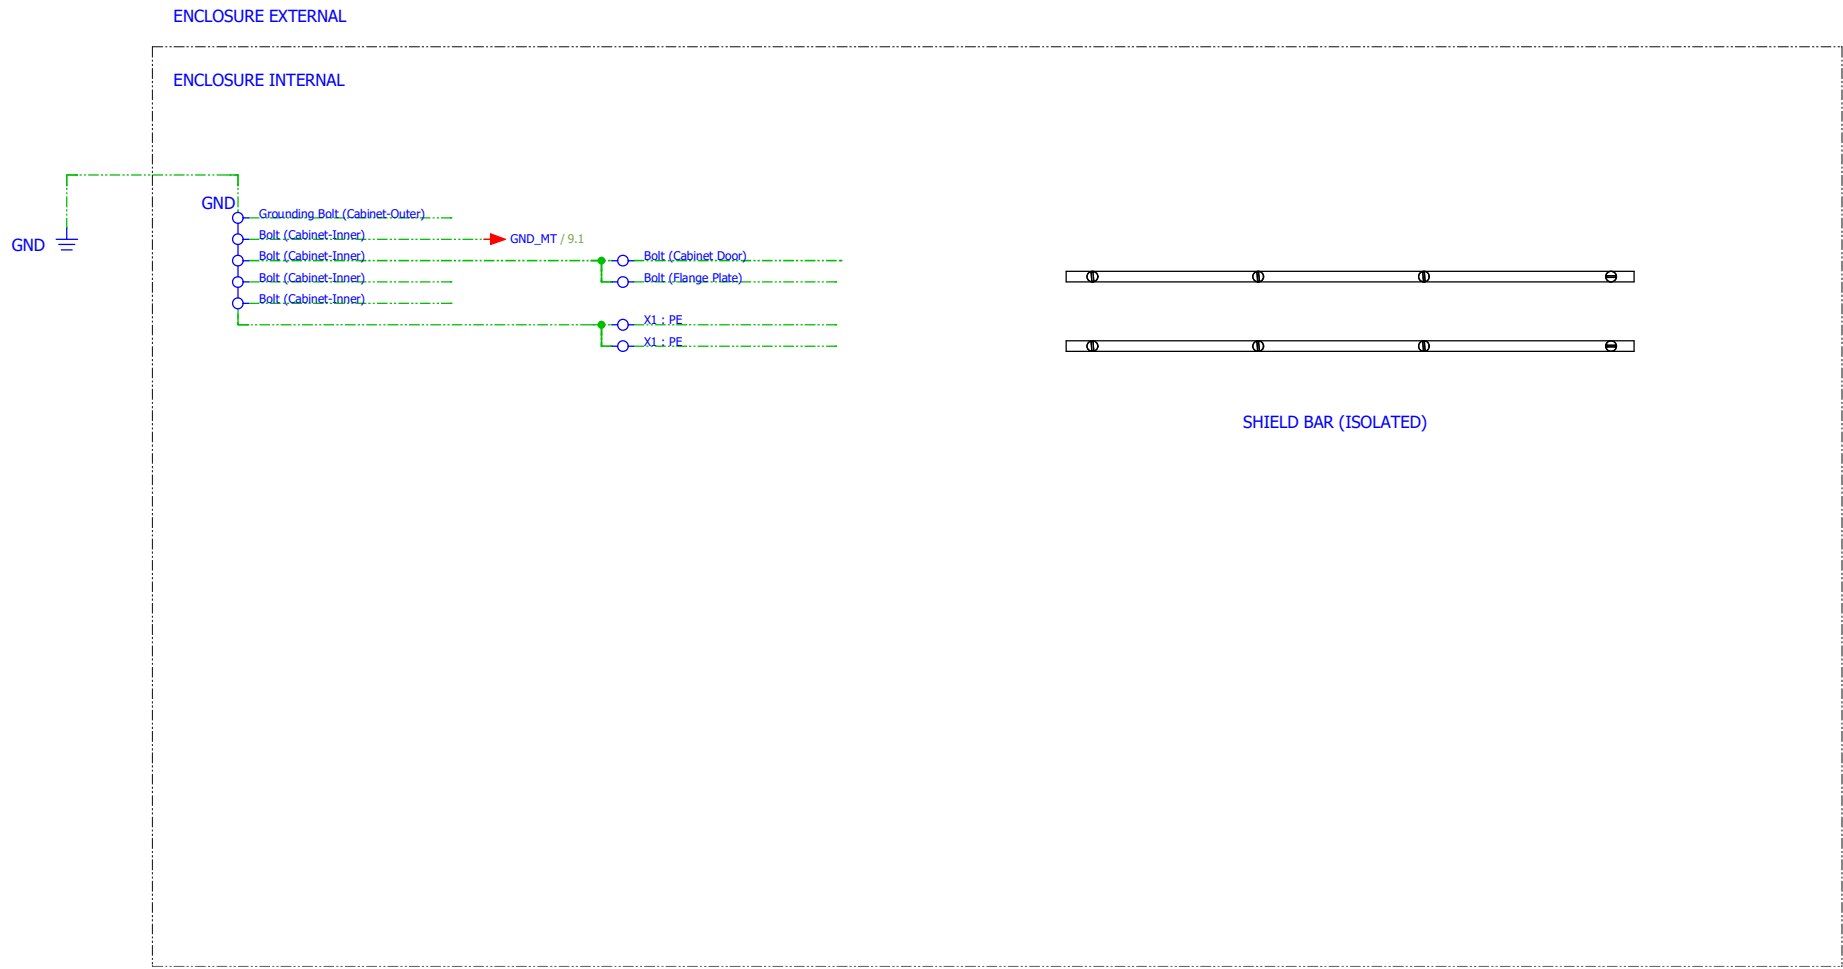 ENCLOSURE EXTERNAL
ENCLOSURE INTERNAL
GND
Grounding Bolt (Cabinet-Outer)
Bolt (Cabinet-Inner)
GND_MT / 9.1
GND
Bolt (Cabinet-Inner)
Bolt (Cabinet Door)
Bolt (Cabinet-Inner)
Bolt (Flange Plate)
Bolt (Cabinet-Inner)
X1 : PE
X1 : PE
SHIELD BAR (ISOLATED)